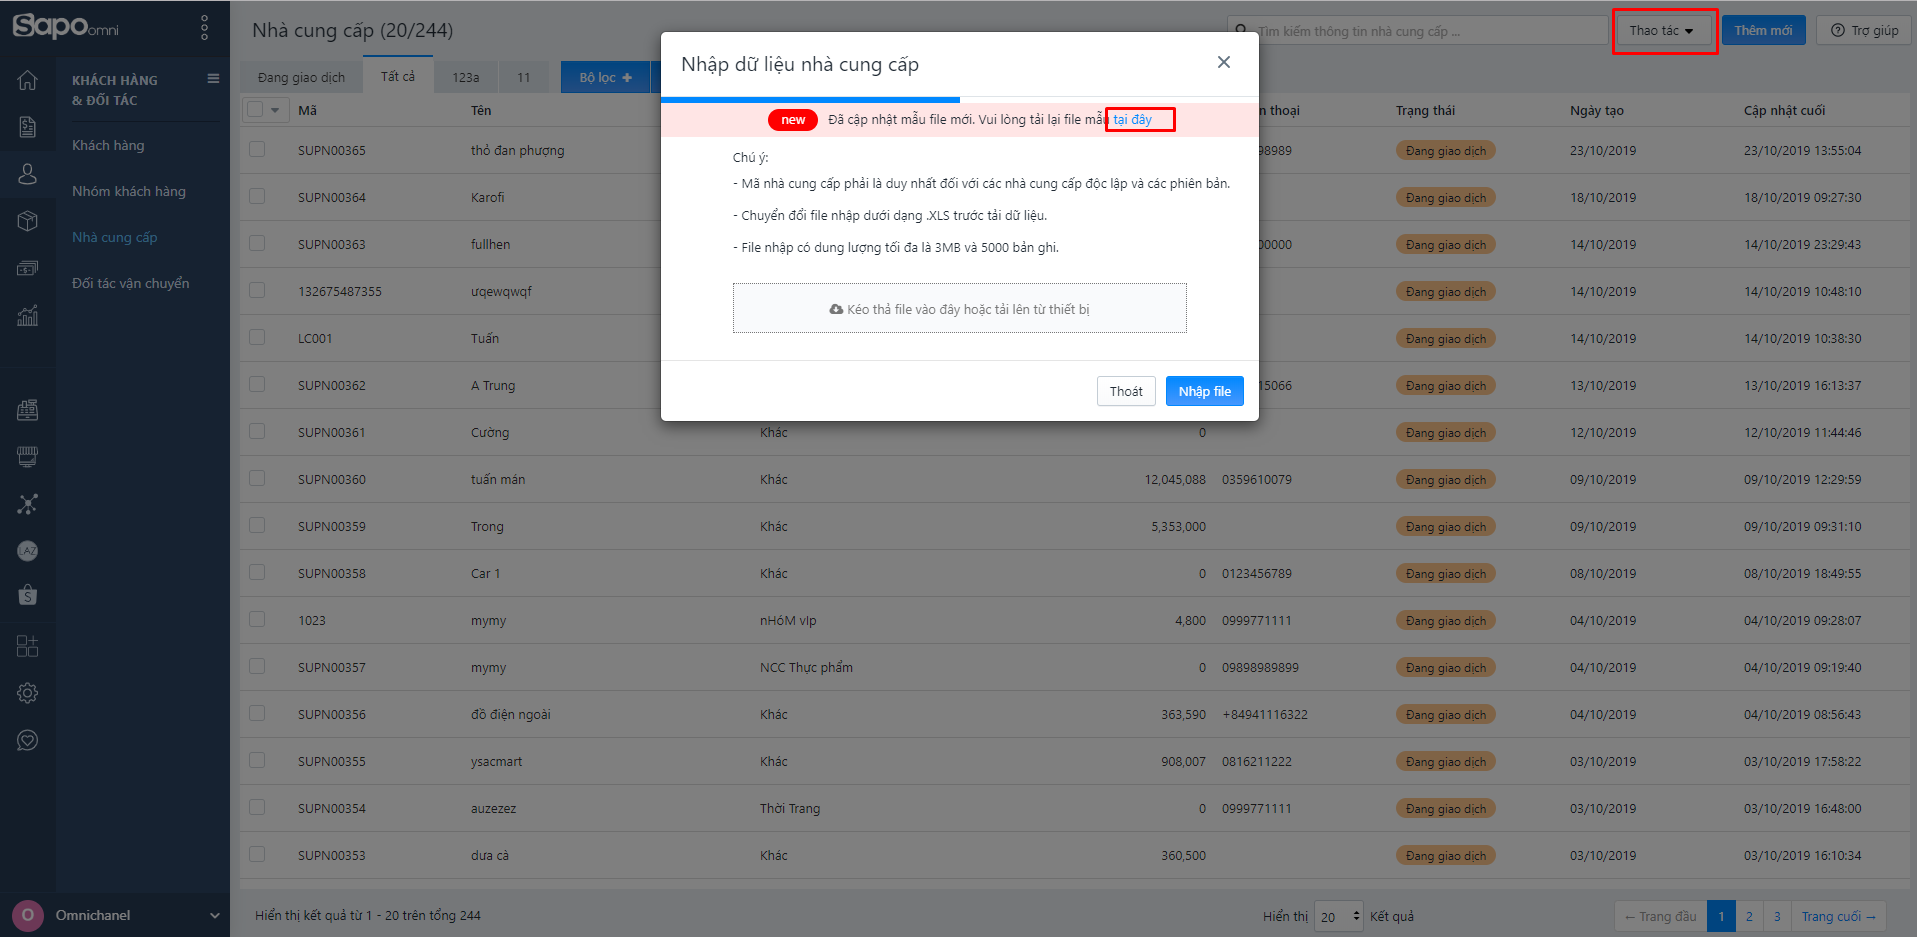 Sapo omni
Nhà cung cấp (20/244)
Tìm kiếm thông tin nhà cung cấp ...
Thao tác
Thêm mới
Trợ giúp
KHÁCH HÀNG
& ĐỐI TÁC
Khách hàng
Nhóm khách hàng
Nhà cung cấp
Đối tác vận chuyển
LAZ
Đang giao dịch
Tất cả
123a
11
Bộ lọc
Nhập dữ liệu nhà cung cấp
new Đã cập nhật mẫu file mới. Vui lòng tải lại file mẫu tại đây
Chú ý:
- Mã nhà cung cấp phải là duy nhất đối với các nhà cung cấp độc lập và các phiên bản.
- Chuyển đổi file nhập dưới dạng .XLS trước tải dữ liệu.
- File nhập có dung lượng tối đa là 3MB và 5000 bản ghi.
Kéo thả file vào đây hoặc tải lên từ thiết bị
Thoát
Nhập file
Mã Tên thoại Trạng thái Ngày tạo Cập nhật cuối
SUPN00365 thỏ đan phượng 98989 Đang giao dịch 23/10/2019 23/10/2019 13:55:04
SUPN00364 Karofi Đang giao dịch 18/10/2019 18/10/2019 09:27:30
SUPN00363 fullhen 00000 Đang giao dịch 14/10/2019 14/10/2019 23:29:43
132675487355 uqewqwqf Đang giao dịch 14/10/2019 14/10/2019 10:48:10
LC001 Tuấn Đang giao dịch 14/10/2019 14/10/2019 10:38:30
SUPN00362 A Trung 15066 Đang giao dịch 13/10/2019 13/10/2019 16:13:37
SUPN00361 Cường Khác 0 Đang giao dịch 12/10/2019 12/10/2019 11:44:46
SUPN00360 tuấn mán Khác 12,045,088 0359610079 Đang giao dịch 09/10/2019 09/10/2019 12:29:59
SUPN00359 Trong Khác 5,353,000 Đang giao dịch 09/10/2019 09/10/2019 09:31:10
SUPN00358 Car 1 Khác 0 0123456789 Đang giao dịch 08/10/2019 08/10/2019 18:49:55
1023 mymy nHóM vIp 4,800 0999771111 Đang giao dịch 04/10/2019 04/10/2019 09:28:07
SUPN00357 mymy NCC Thực phẩm 0 09898989899 Đang giao dịch 04/10/2019 04/10/2019 09:19:40
SUPN00356 đồ điện ngoài Khác 363,590 +84941116322 Đang giao dịch 04/10/2019 04/10/2019 08:56:43
SUPN00355 ysacmart Khác 908,007 0816211222 Đang giao dịch 03/10/2019 03/10/2019 17:58:22
SUPN00354 auzezez Thời Trang 0 0999771111 Đang giao dịch 03/10/2019 03/10/2019 16:48:00
SUPN00353 dưa cà Khác 360,500 Đang giao dịch 03/10/2019 03/10/2019 16:10:34
O Omnichanel
Hiển thị kết quả từ 1 - 20 trên tổng 244
Hiển thị 20 Kết quả
← Trang đầu 1 2 3 Trang cuối →